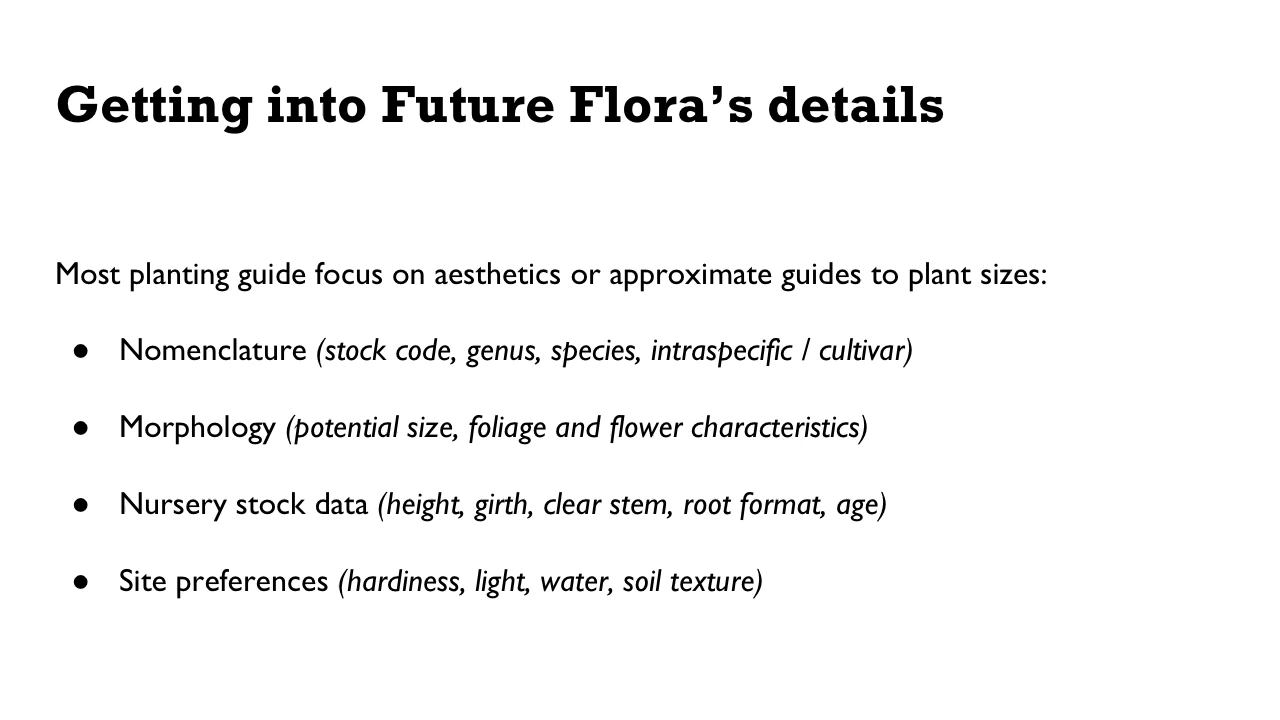 Getting into Future Flora’s details
Most planting guide focus on aesthetics or approximate guides to plant sizes:
● Nomenclature (stock code, genus, species, intraspecific / cultivar)
● Morphology (potential size, foliage and flower characteristics)
● Nursery stock data (height, girth, clear stem, root format, age)
● Site preferences (hardiness, light, water, soil texture)